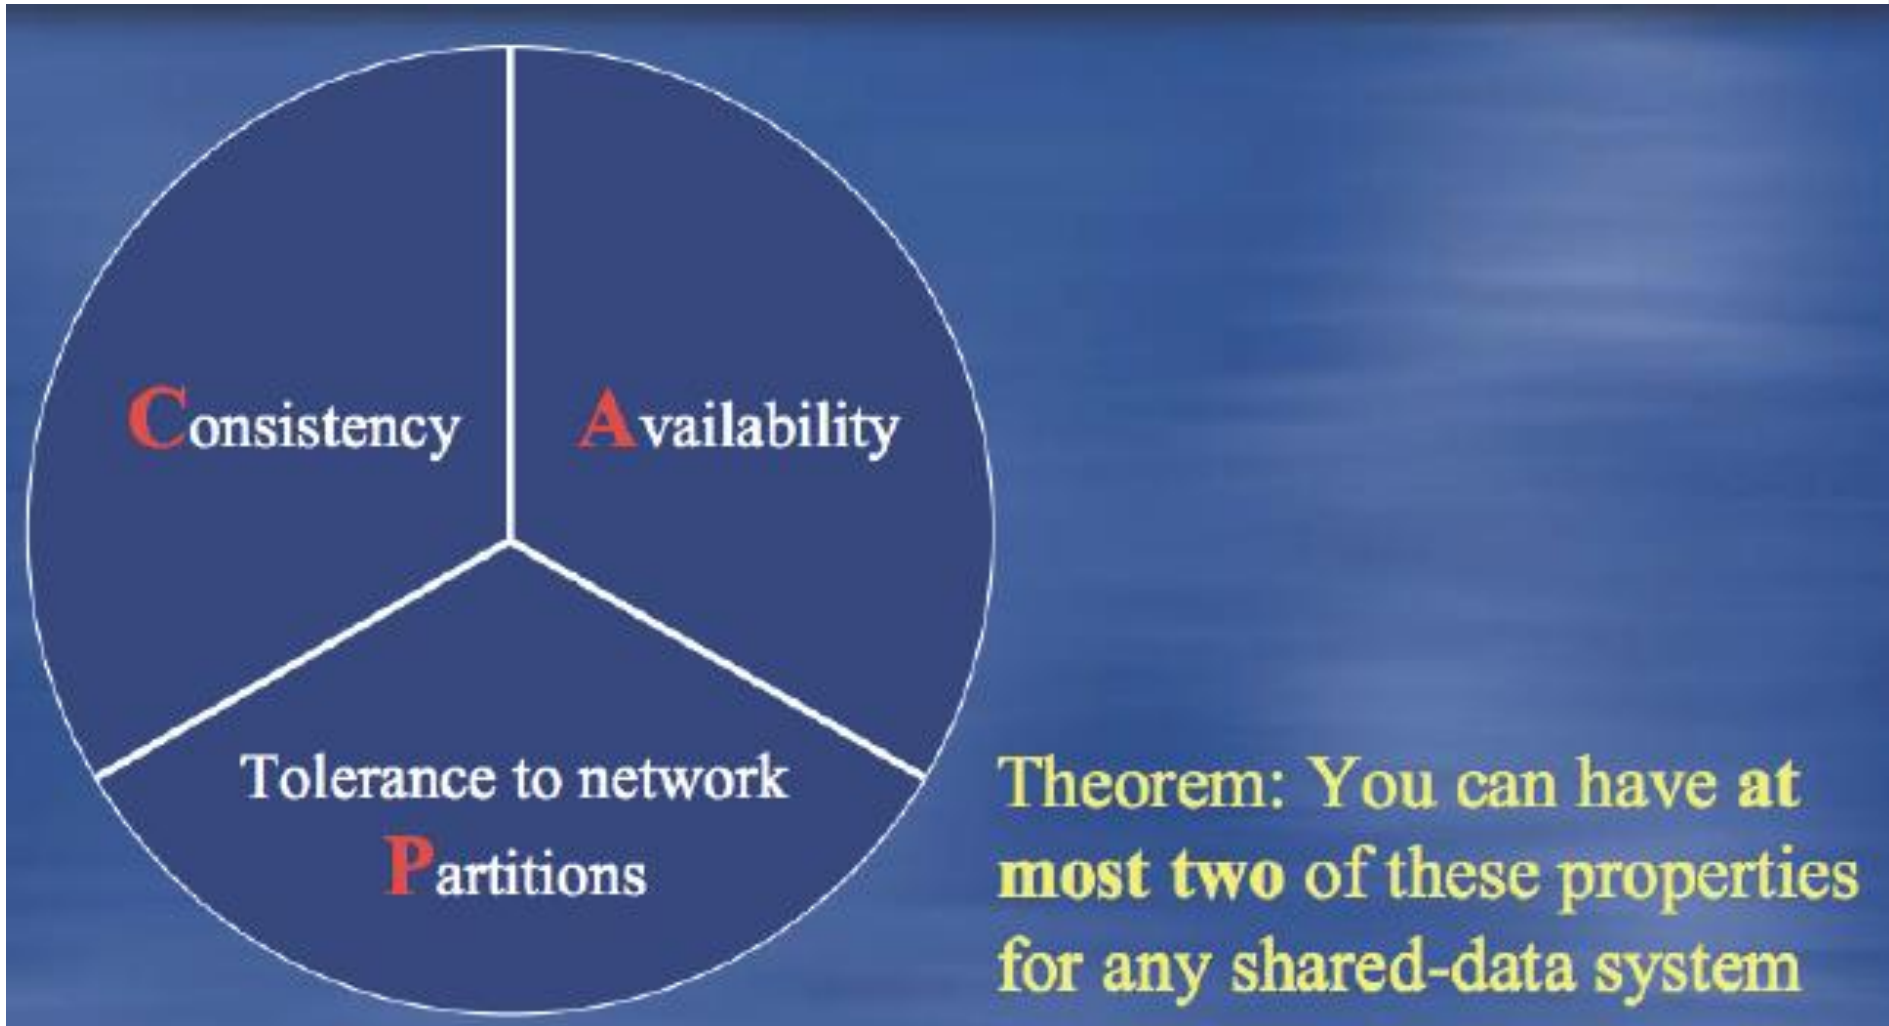 Consistency
Availability
Tolerance to network
Partitions
Theorem: You can have at
most two of these properties
for any shared-data system